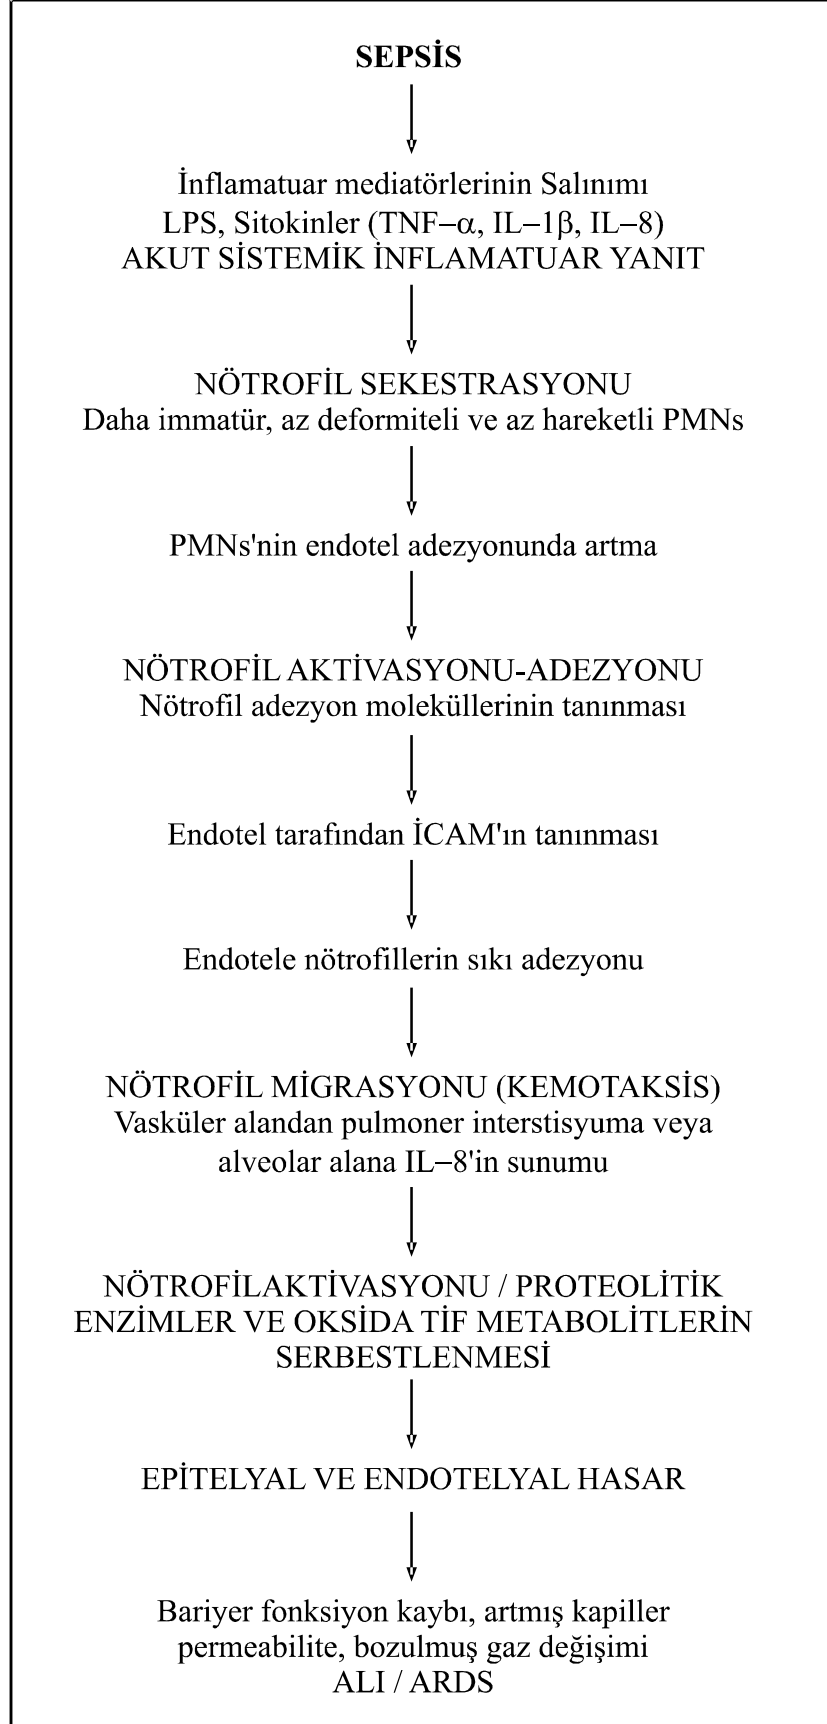 SEPSİS
İnflamatuar mediatörlerinin Salınımı
LPS, Sitokinler (TNF–α, IL–1β, IL–8)
AKUT SİSTEMİK İNFLAMATUAR YANIT
NÖTROFİL SEKESTRASYONU
Daha immatür, az deformiteli ve az hareketli PMNs
PMNs'nin endotel adezyonunda artma
NÖTROFİL AKTİVASYONU-ADEZYONU
Nötrofil adezyon moleküllerinin tanınması
Endotel tarafından İCAM'ın tanınması
Endotele nötrofillerin sıkı adezyonu
NÖTROFİL MİGRASYONU (KEMOTAKSİS)
Vasküler alandan pulmoner interstisyuma veya
alveolar alana IL–8'in sunumu
NÖTROFİLAKTİVASYONU / PROTEOLİTİK
ENZİMLER VE OKSİDA TİF METABOLİTLERİN
SERBESTLENMESİ
EPİTELYAL VE ENDOTELYAL HASAR
Bariyer fonksiyon kaybı, artmış kapiller
permeabilite, bozulmuş gaz değişimi
ALI / ARDS